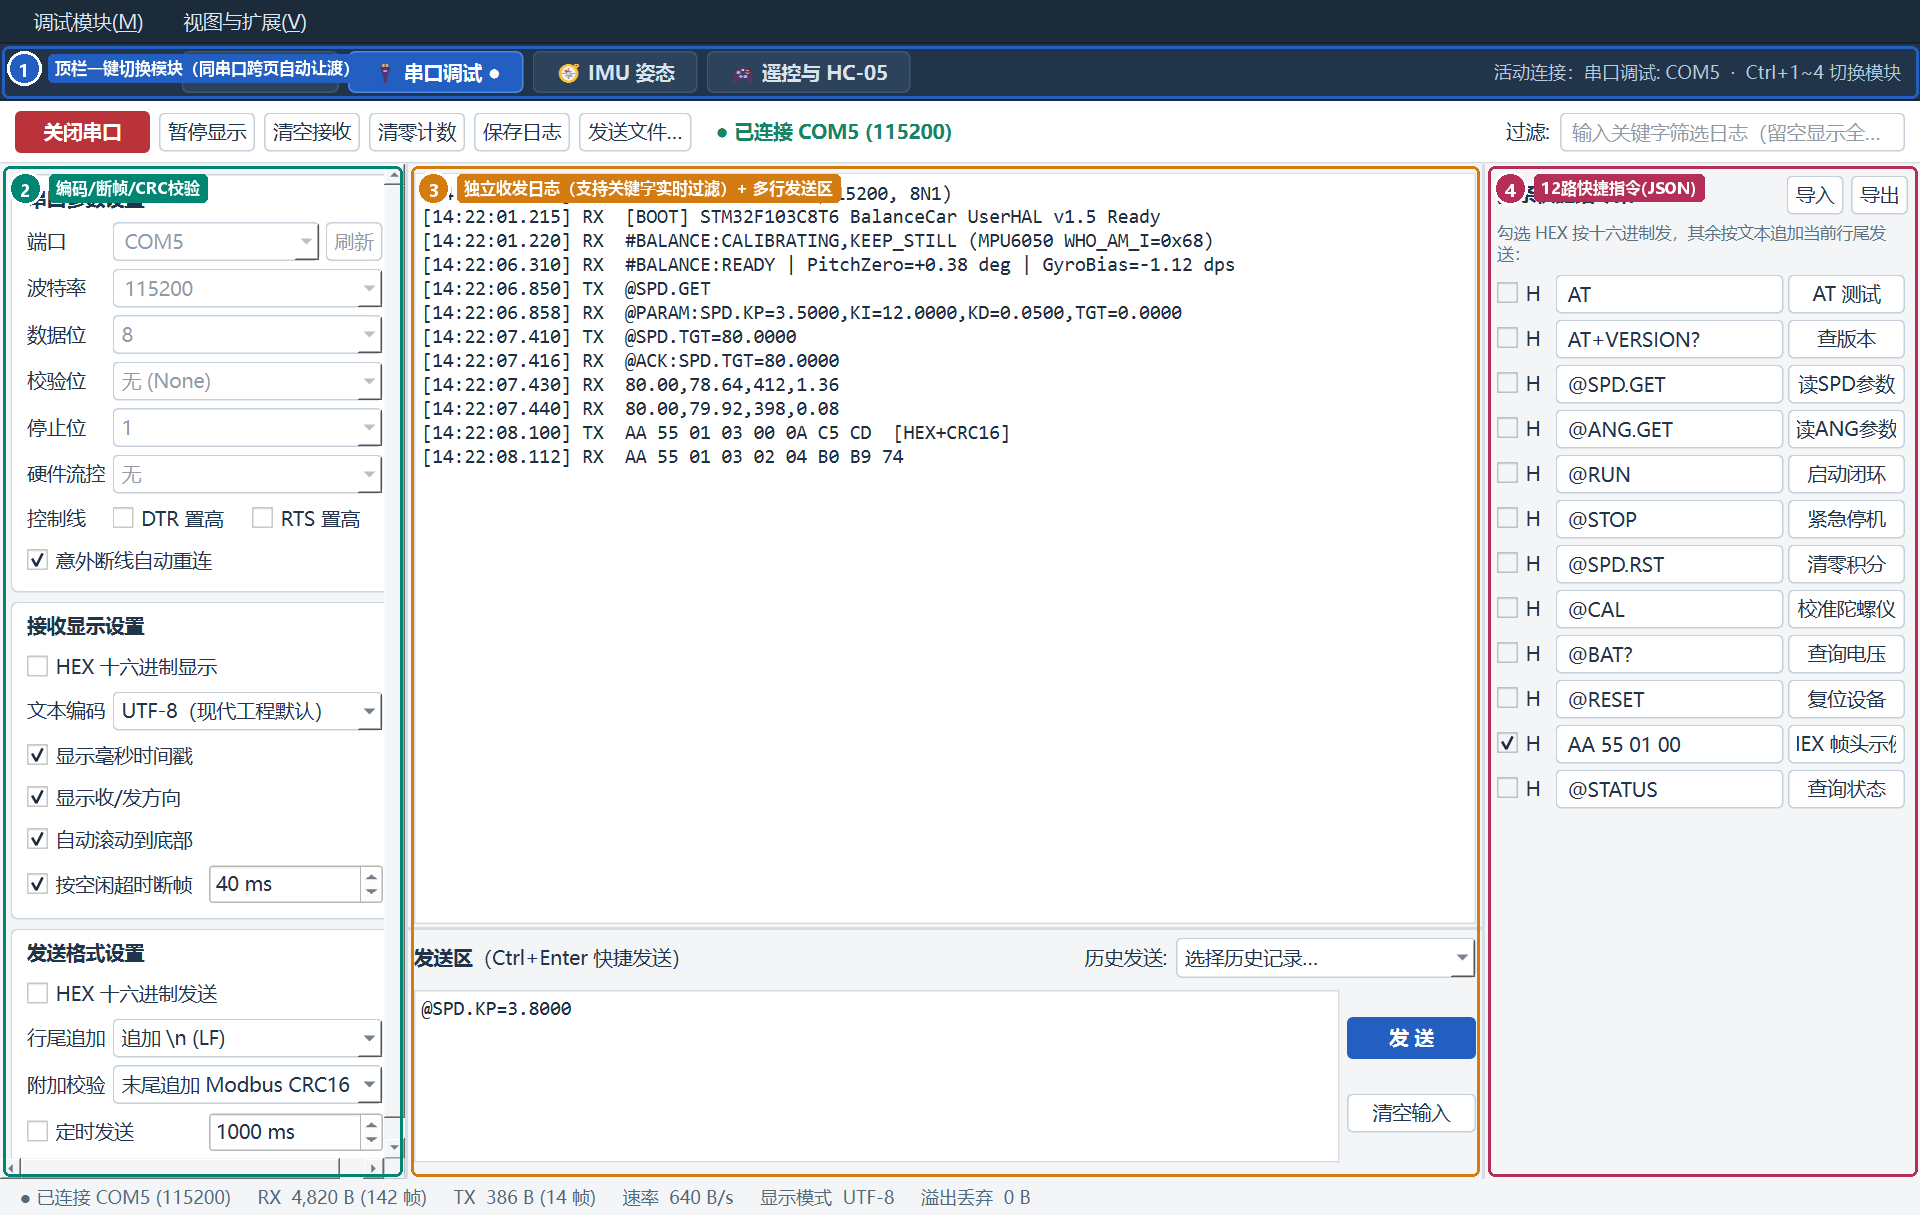 调试模块(M) 视图与扩展(V)
1 顶栏一键切换模块（同串口跨页自动让渡） 串口调试 ● IMU 姿态 遥控与 HC-05 活动连接：串口调试: COM5 · Ctrl+1~4 切换模块
关闭串口 暂停显示 清空接收 清零计数 保存日志 发送文件... ● 已连接 COM5 (115200) 过滤: 输入关键字筛选日志（留空显示全...
2 编码/断帧/CRC校验
端口 COM5 刷新
波特率 115200
数据位 8
校验位 无 (None)
停止位 1
硬件流控 无
控制线 DTR 置高 RTS 置高
意外断线自动重连
接收显示设置
HEX 十六进制显示
文本编码 UTF-8（现代工程默认）
显示毫秒时间戳
显示收/发方向
自动滚动到底部
按空闲超时断帧 40 ms
发送格式设置
HEX 十六进制发送
行尾追加 追加 \n (LF)
附加校验 末尾追加 Modbus CRC16
定时发送 1000 ms
3 独立收发日志（支持关键字实时过滤）+ 多行发送区 15200, 8N1)
[14:22:01.215] RX [BOOT] STM32F103C8T6 BalanceCar UserHAL v1.5 Ready
[14:22:01.220] RX #BALANCE:CALIBRATING,KEEP_STILL (MPU6050 WHO_AM_I=0x68)
[14:22:06.310] RX #BALANCE:READY | PitchZero=+0.38 deg | GyroBias=-1.12 dps
[14:22:06.850] TX @SPD.GET
[14:22:06.858] RX @PARAM:SPD.KP=3.5000,KI=12.0000,KD=0.0500,TGT=0.0000
[14:22:07.410] TX @SPD.TGT=80.0000
[14:22:07.416] RX @ACK:SPD.TGT=80.0000
[14:22:07.430] RX 80.00,78.64,412,1.36
[14:22:07.440] RX 80.00,79.92,398,0.08
[14:22:08.100] TX AA 55 01 03 00 0A C5 CD [HEX+CRC16]
[14:22:08.112] RX AA 55 01 03 02 04 B0 B9 74
发送区（Ctrl+Enter 快捷发送） 历史发送: 选择历史记录...
@SPD.KP=3.8000
发 送
清空输入
4 12路快捷指令(JSON) 导入 导出
勾选 HEX 按十六进制发，其余按文本追加当前行尾发
送：
H AT AT 测试
H AT+VERSION? 查版本
H @SPD.GET 读SPD参数
H @ANG.GET 读ANG参数
H @RUN 启动闭环
H @STOP 紧急停机
H @SPD.RST 清零积分
H @CAL 校准陀螺仪
H @BAT? 查询电压
H @RESET 复位设备
H AA 55 01 00 IEX 帧头示
H @STATUS 查询状态
● 已连接 COM5 (115200) RX 4,820 B (142 帧) TX 386 B (14 帧) 速率 640 B/s 显示模式 UTF-8 溢出丢弃 0 B